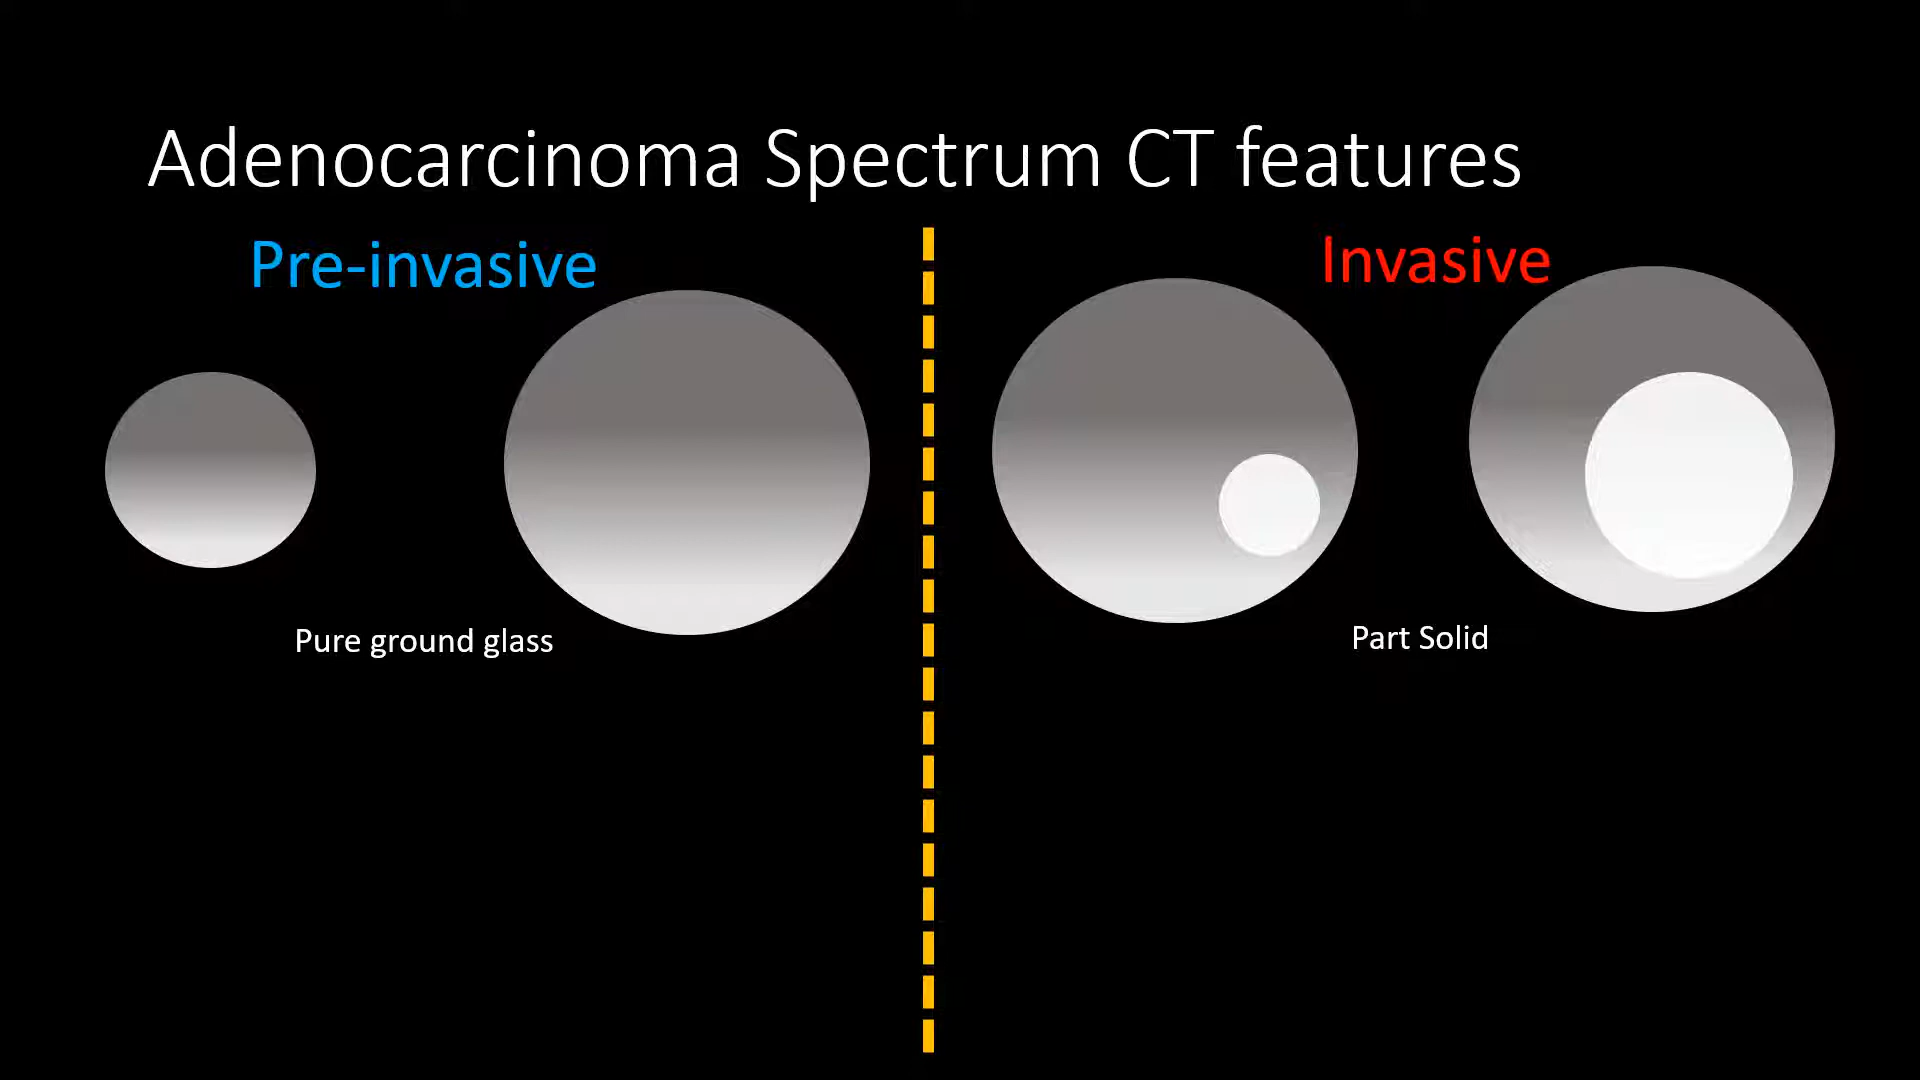 Adenocarcinoma Spectrum CT features
Pre-invasive
Invasive
Pure ground glass
Part Solid